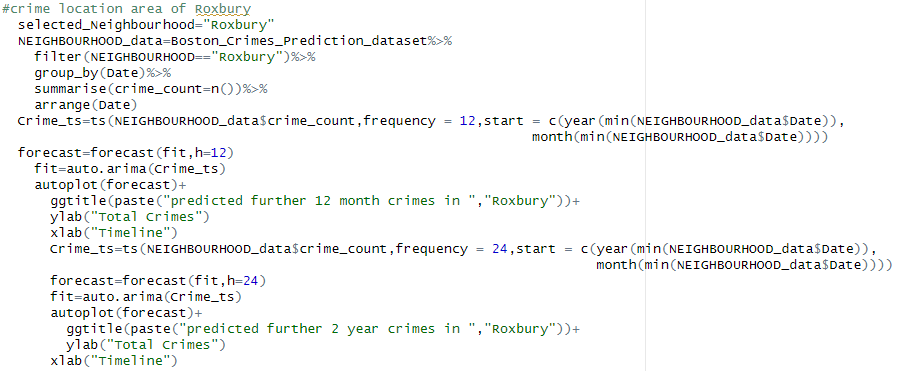 #crime location area of Roxbury
selected_Neighbourhood="Roxbury"
NEIGHBOURHOOD_data=Boston_Crimes_Prediction_dataset%>%
filter(NEIGHBOURHOOD=="Roxbury")%>%
group_by(Date)%>%
summarise(crime_count=n())%>%
arrange(Date)
Crime_ts=ts(NEIGHBOURHOOD_data$crime_count,frequency = 12,start = c(year(min(NEIGHBOURHOOD_data$Date)),
month(min(NEIGHBOURHOOD_data$Date))))
forecast=forecast(fit,h=12)
fit=auto.arima(Crime_ts)
autoplot(forecast)+
ggtitle(paste("predicted further 12 month crimes in ","Roxbury"))+
ylab("Total Crimes")
xlab("Timeline")
Crime_ts=ts(NEIGHBOURHOOD_data$crime_count,frequency = 24,start = c(year(min(NEIGHBOURHOOD_data$Date)),
month(min(NEIGHBOURHOOD_data$Date))))
forecast=forecast(fit,h=24)
fit=auto.arima(Crime_ts)
autoplot(forecast)+
ggtitle(paste("predicted further 2 year crimes in ","Roxbury"))+
ylab("Total Crimes")
xlab("Timeline")